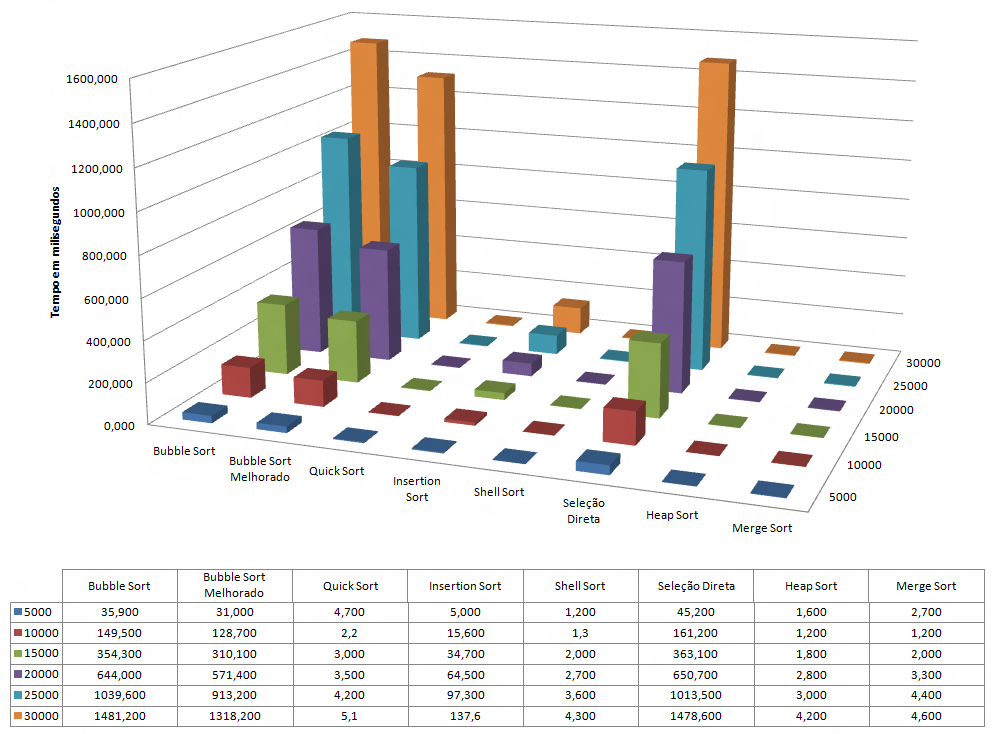 1600,000
1400,000
1200,000
1000,000
800,000
600,000
400,000
200,000
0,000
Tempo em milisegundos
Bubble Sort
Bubble Sort
Melhorado
Quick Sort
Insertion
Sort
Shell Sort
Seleção
Direta
Heap Sort
Merge Sort
30000
25000
20000
15000
10000
5000
Bubble Sort Bubble Sort Melhorado Quick Sort Insertion Sort Shell Sort Seleção Direta Heap Sort Merge Sort
5000 35,900 31,000 4,700 5,000 1,200 45,200 1,600 2,700
10000 149,500 128,700 2,2 15,600 1,3 161,200 1,200 1,200
15000 354,300 310,100 3,000 34,700 2,000 363,100 1,800 2,000
20000 644,000 571,400 3,500 64,500 2,700 650,700 2,800 3,300
25000 1039,600 913,200 4,200 97,300 3,600 1013,500 3,000 4,400
30000 1481,200 1318,200 5,1 137,6 4,300 1478,600 4,200 4,600